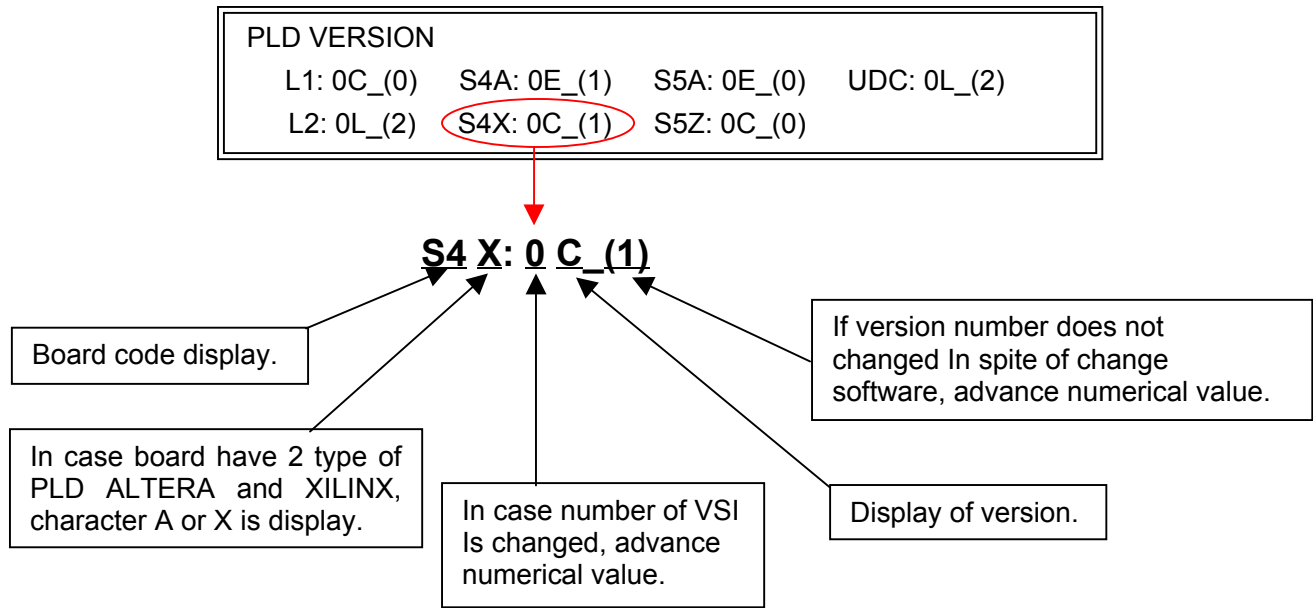 PLD VERSION
L1: 0C_(0) S4A: 0E_(1) S5A: 0E_(0) UDC: 0L_(2)
L2: 0L_(2) S4X: 0C_(1) S5Z: 0C_(0)
S4 X: 0 C_(1)
Board code display.
If version number does not
changed In spite of change
software, advance numerical value.
In case board have 2 type of
PLD ALTERA and XILINX,
character A or X is display.
In case number of VSI
Is changed, advance
numerical value.
Display of version.